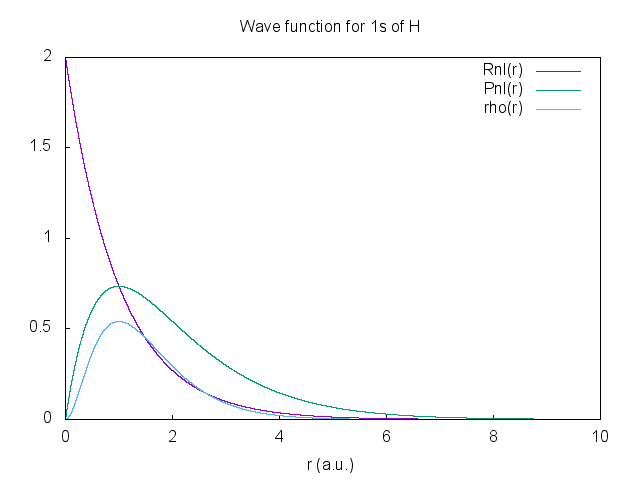 Wave function for 1s of H
2
1.5
1
0.5
0
Rnl(r)
Pnl(r)
rho(r)
0 2 4 6 8 10
r (a.u.)